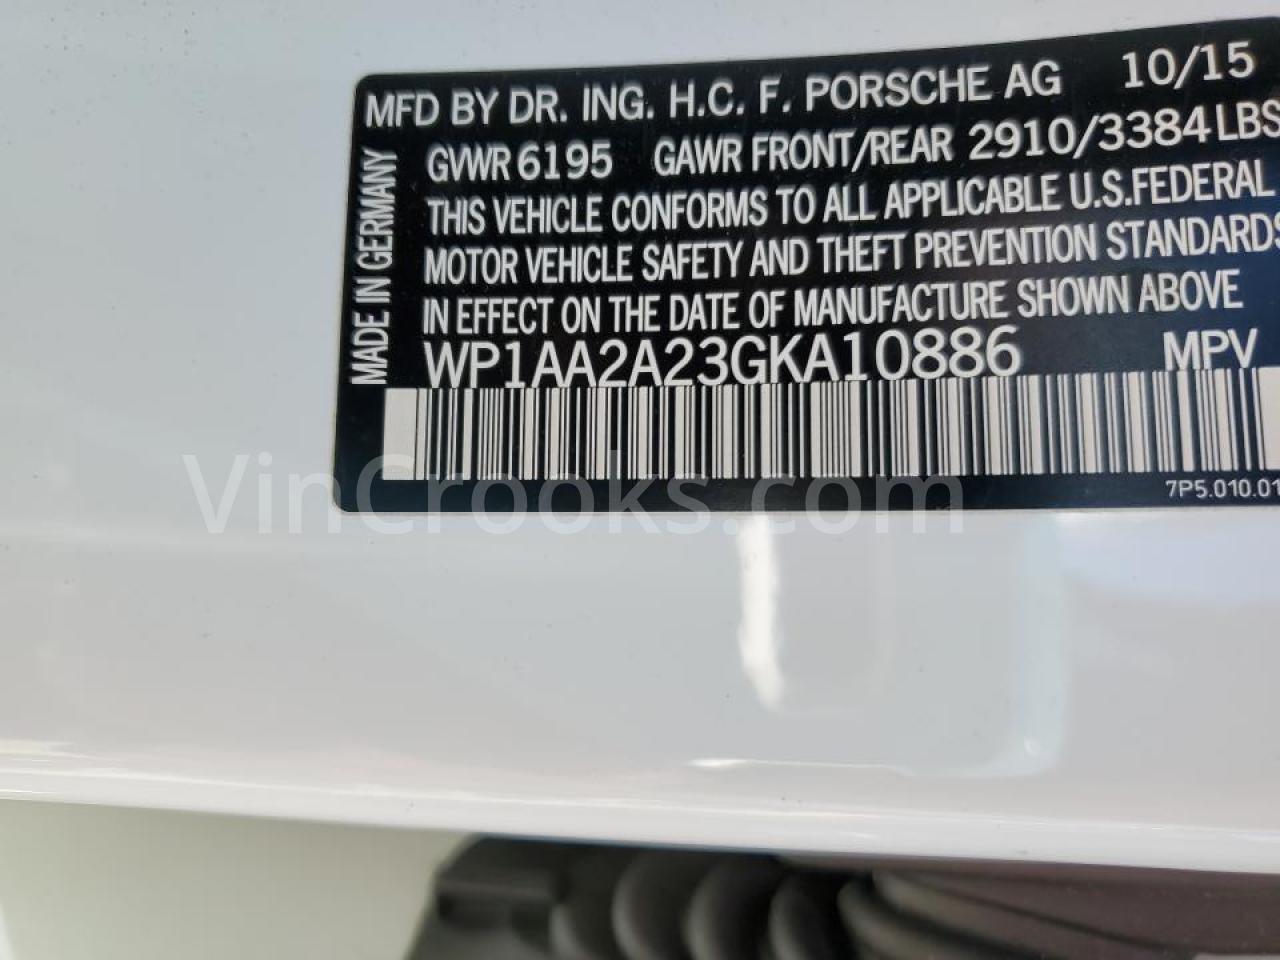 MFD BY DR. ING. H.C. F. PORSCHE AG 10/15
GVWR 6195 GAWR FRONT/REAR 2910/3384 LBS
THIS VEHICLE CONFORMS TO ALL APPLICABLE U.S.FEDERAL
MOTOR VEHICLE SAFETY AND THEFT PREVENTION STANDARDS
IN EFFECT ON THE DATE OF MANUFACTURE SHOWN ABOVE
WP1AA2A23GKA10886 MPV
MADE IN GERMANY
7P5.010.01
VinCrooks.com